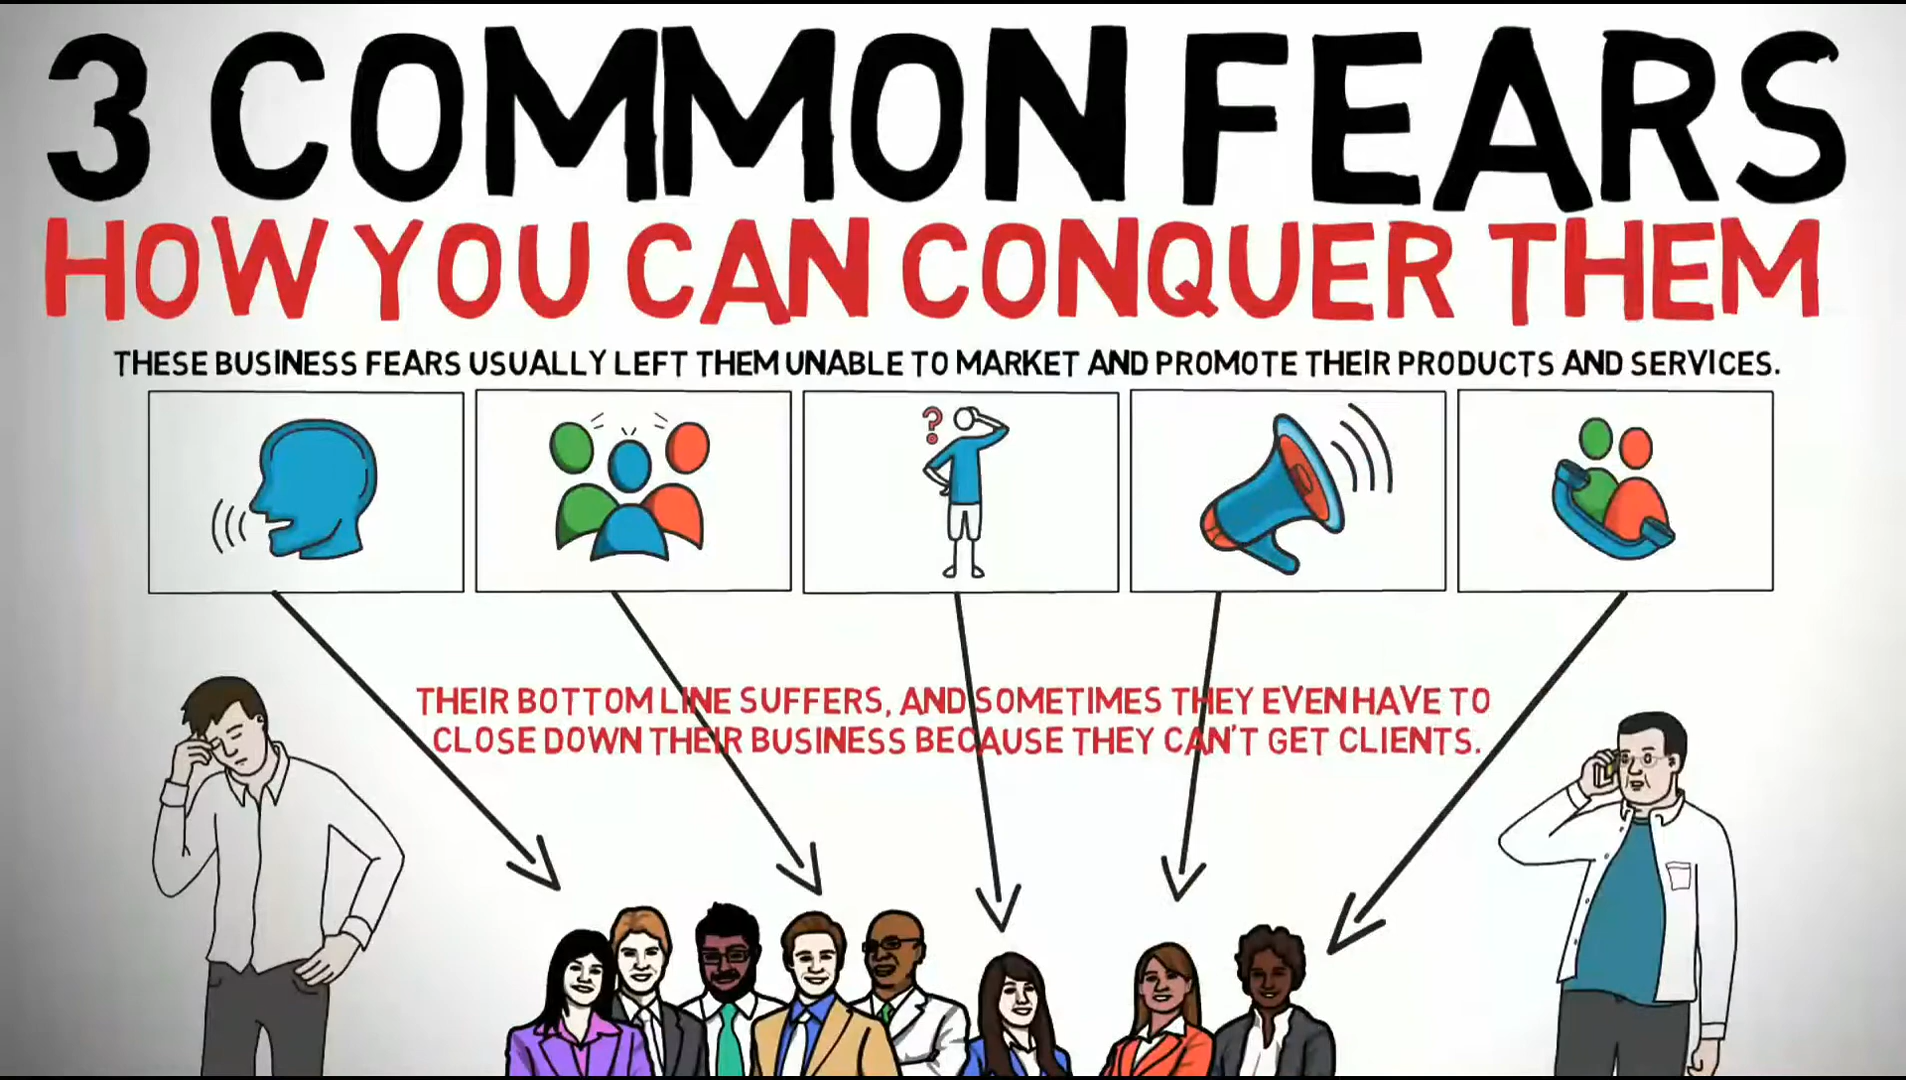 3 COMMON FEARS
HOW YOU CAN CONQUER THEM
THESE BUSINESS FEARS USUALLY LEFT THEM UNABLE TO MARKET AND PROMOTE THEIR PRODUCTS AND SERVICES.
?
THEIR BOTTOM LINE SUFFERS, AND SOMETIMES THEY EVEN HAVE TO
CLOSE DOWN THEIR BUSINESS BECAUSE THEY CAN'T GET CLIENTS.